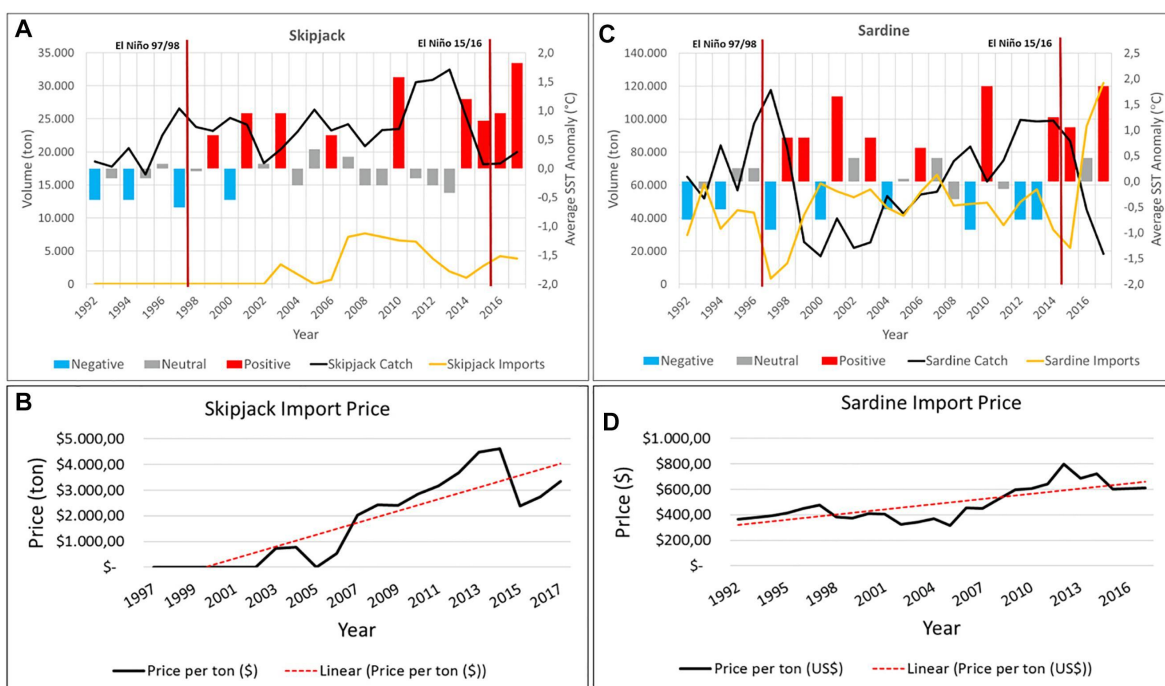 A
Skipjack
El Niño 97/98
El Niño 15/16
35.000
30.000
25.000
20.000
15.000
10.000
5.000
0
Volume (ton)
2,0
1,5
1,0
0,5
0,0
-0,5
-1,0
-1,5
-2,0
Average SST Anomaly (°C)
1992
1994
1996
1998
2000
2002
2004
2006
2008
2010
2012
2014
2016
Year
Negative
Neutral
Positive
Skipjack Catch
Skipjack Imports
C
Sardine
El Niño 97/98
El Niño 15/16
140.000
120.000
100.000
80.000
60.000
40.000
20.000
0
Volume (ton)
2,5
2,0
1,5
1,0
0,5
0,0
-0,5
-1,0
-1,5
-2,0
Average SST Anomaly (°C)
1992
1994
1996
1998
2000
2002
2004
2006
2008
2010
2012
2014
2016
Year
Negative
Neutral
Positive
Sardine Catch
Sardine Imports
B
Skipjack Import Price
$5.000,00
$4.000,00
$3.000,00
$2.000,00
$1.000,00
$-
Price (ton)
1997
1999
2001
2003
2005
2007
2009
2011
2013
2015
2017
Year
Price per ton ($)
Linear (Price per ton ($))
D
Sardine Import Price
$1.000,00
$800,00
$600,00
$400,00
$200,00
$-
PrIce ($)
1992
1995
1998
2001
2004
2007
2010
2013
2016
Year
Price per ton (US$)
Linear (Price per ton (US$))